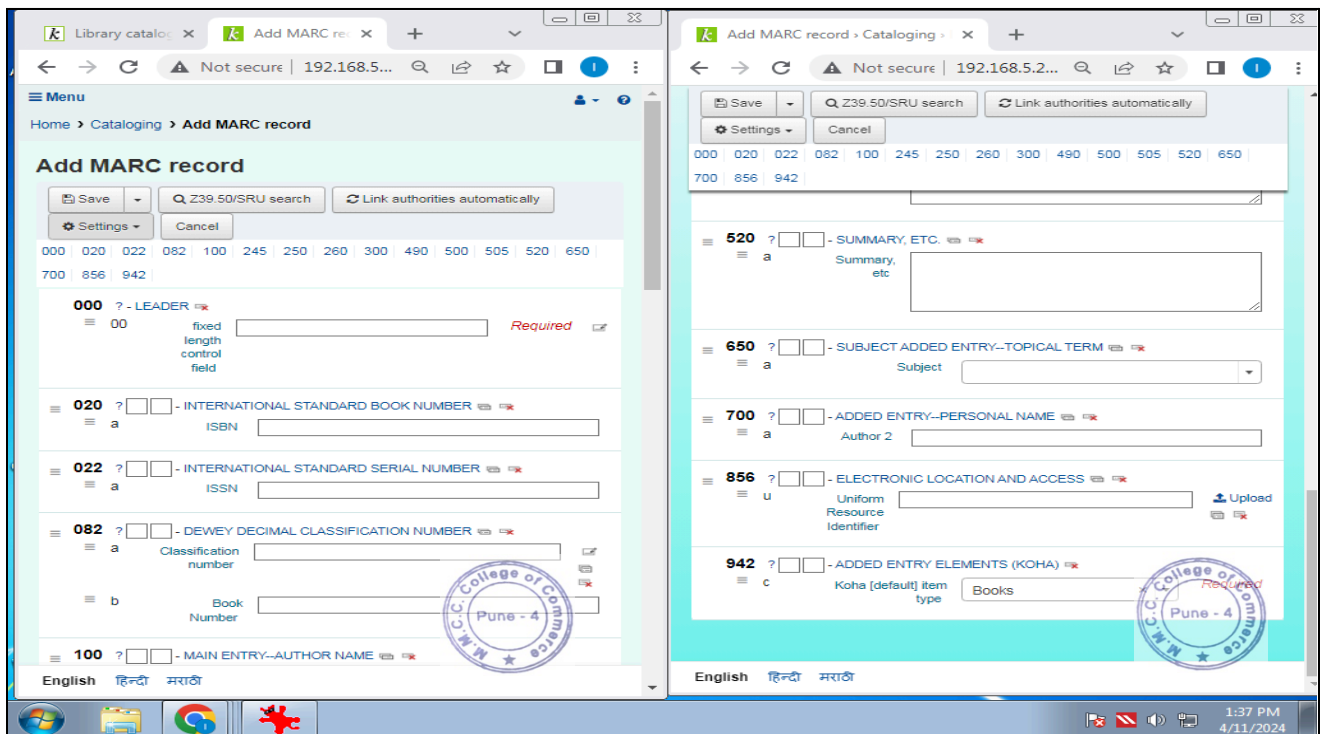 Library catalog
Add MARC rec
Not secure 192.168.5...
Menu
Home > Cataloging > Add MARC record
Add MARC record
Save
Z39.50/SRU search
Link authorities automatically
Settings
Cancel
000 020 022 082 100 245 250 260 300 490 500 505 520 650
700 856 942
000 ? - LEADER
00 fixed length control field Required
020 ? - INTERNATIONAL STANDARD BOOK NUMBER
a ISBN
022 ? - INTERNATIONAL STANDARD SERIAL NUMBER
a ISSN
082 ? - DEWEY DECIMAL CLASSIFICATION NUMBER
a Classification number
b Book Number
100 ? - MAIN ENTRY--AUTHOR NAME
English हिन्दी मराठी
M.M.C.C. College of Commerce
Pune - 4
Add MARC record › Cataloging ›
Not secure 192.168.5.2...
Save
Z39.50/SRU search
Link authorities automatically
Settings
Cancel
000 020 022 082 100 245 250 260 300 490 500 505 520 650
700 856 942
520 ? - SUMMARY, ETC.
a Summary, etc
650 ? - SUBJECT ADDED ENTRY--TOPICAL TERM
a Subject
700 ? - ADDED ENTRY--PERSONAL NAME
a Author 2
856 ? - ELECTRONIC LOCATION AND ACCESS
u Uniform Resource Identifier Upload
942 ? - ADDED ENTRY ELEMENTS (KOHA)
c Koha [default] item type Books Required
M.M.C.C. College of Commerce
Pune - 4
English हिन्दी मराठी
1:37 PM
4/11/2024